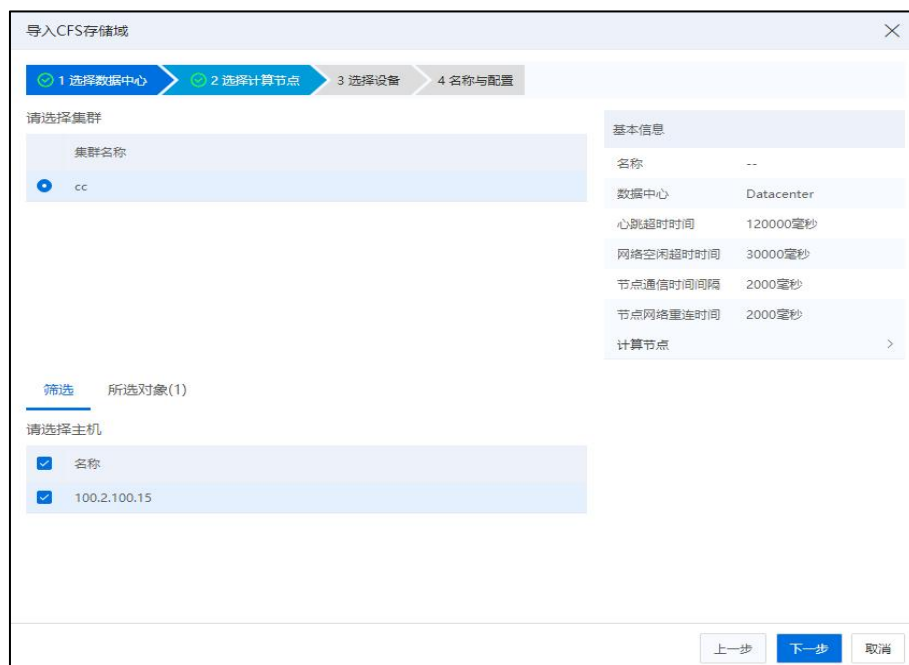 导入CFS存储域
1 选择数据中心 2 选择计算节点 3 选择设备 4 名称与配置
请选择集群
集群名称
cc
基本信息
名称 --
数据中心 Datacenter
心跳超时时间 120000毫秒
网络空闲超时时间 30000毫秒
节点通信时间间隔 2000毫秒
节点网络重连时间 2000毫秒
计算节点
筛选 所选对象(1)
请选择主机
名称
100.2.100.15
上一步 下一步 取消